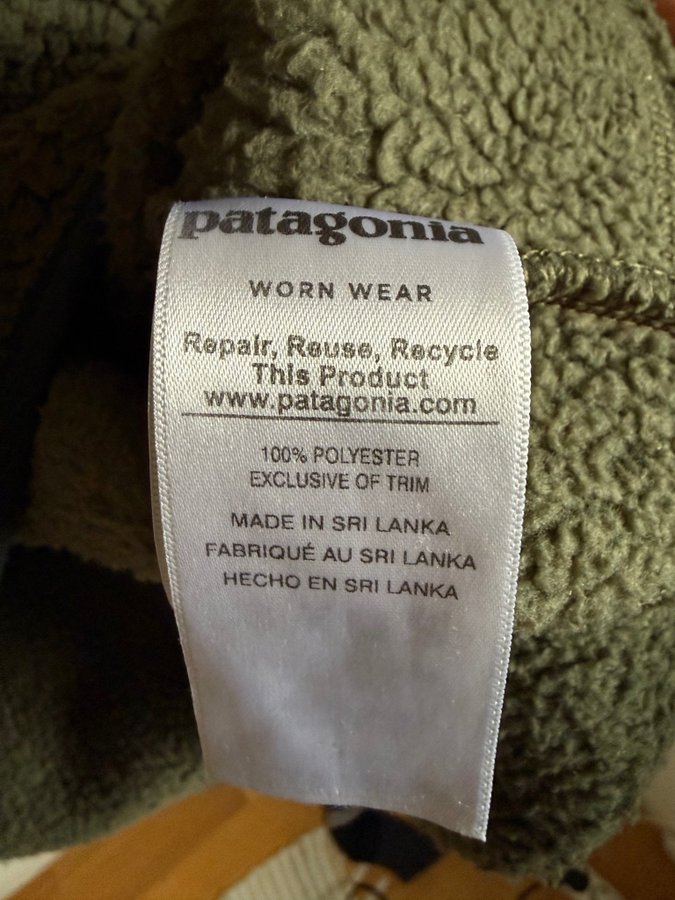 patagonia
WORN WEAR
Repair, Reuse, Recycle
This Product
www.patagonia.com
100% POLYESTER
EXCLUSIVE OF TRIM
MADE IN SRI LANKA
FABRIQUÉ AU SRI LANKA
HECHO EN SRI LANKA